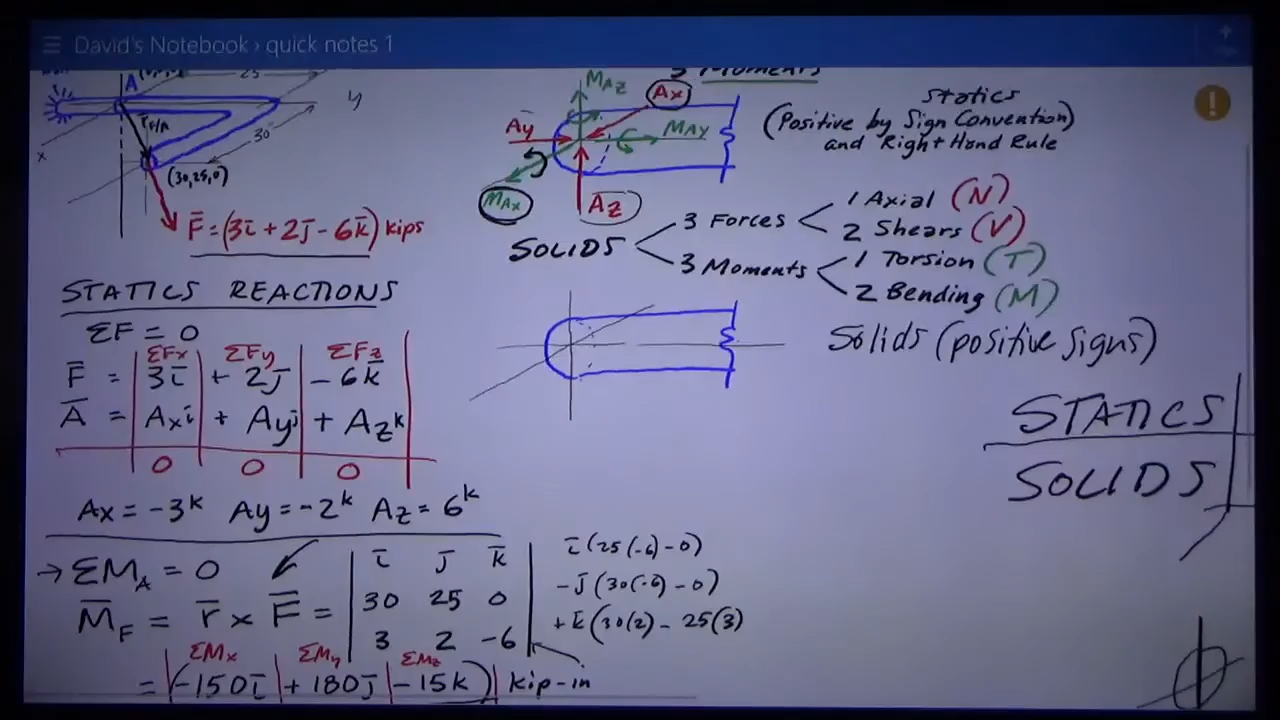 David's Notebook › quick notes 1
A
25
y
30
x
r̄F/A
(30,25,0)
F̄ = (3ī + 2j̄ - 6k̄) kips
STATICS REACTIONS
ΣF = 0
ΣFx ΣFy ΣFz
F̄ = 3ī + 2j̄ - 6k̄
Ā = Axī + Ayj̄ + Azk
0 0 0
Ax = -3ᵏ Ay = -2ᵏ Az = 6ᵏ
→ ΣMA = 0
M̄F = r̄ x F̄ =
ī j̄ k̄
30 25 0
3 2 -6
ī(25(-6)-0)
-j̄(30(-6)-0)
+k̄(30(2)-25(3)
ΣMx ΣMy ΣMz
= (-150ī + 180j̄ - 15k) kip-in
3 Moments
MAZ
Ax
Ay
MAY
MAX
Az
Statics
(Positive by Sign Convention)
and Right Hand Rule
SOLIDS
3 Forces
1 Axial (N)
2 Shears (V)
3 Moments
1 Torsion (T)
2 Bending (M)
Solids (positive signs)
STATICS
SOLIDS